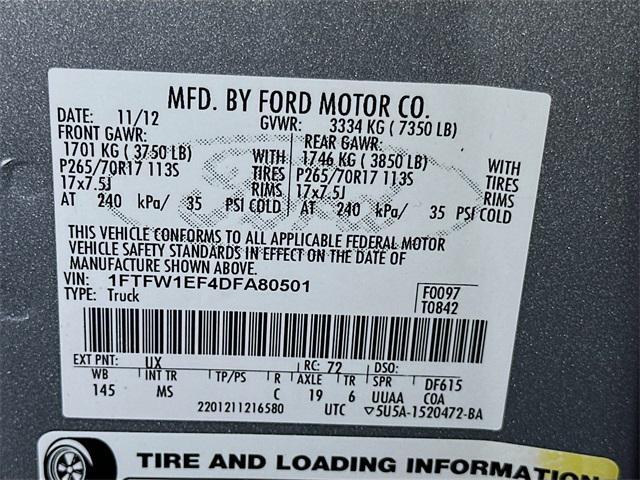 MFD. BY FORD MOTOR CO.
DATE: 11/12 GVWR: 3334 KG ( 7350 LB)
FRONT GAWR: REAR GAWR:
1701 KG ( 3750 LB) WITH 1746 KG ( 3850 LB) WITH
P265/70R17 113S TIRES P265/70R17 113S TIRES
17x7.5J RIMS 17x7.5J RIMS
AT 240 kPa/ 35 PSI COLD AT 240 kPa/ 35 PSI COLD
THIS VEHICLE CONFORMS TO ALL APPLICABLE FEDERAL MOTOR
VEHICLE SAFETY STANDARDS IN EFFECT ON THE DATE OF
MANUFACTURE SHOWN ABOVE.
VIN: 1FTFW1EF4DFA80501 F0097
TYPE: Truck T0842
EXT PNT: UX RC: 72 DSO:
WB INT TR TP/PS R AXLE TR SPR DF615
145 MS C 19 6 UUAA COA
2201211216580 UTC ▽5U5A-1520472-BA
TIRE AND LOADING INFORMATION